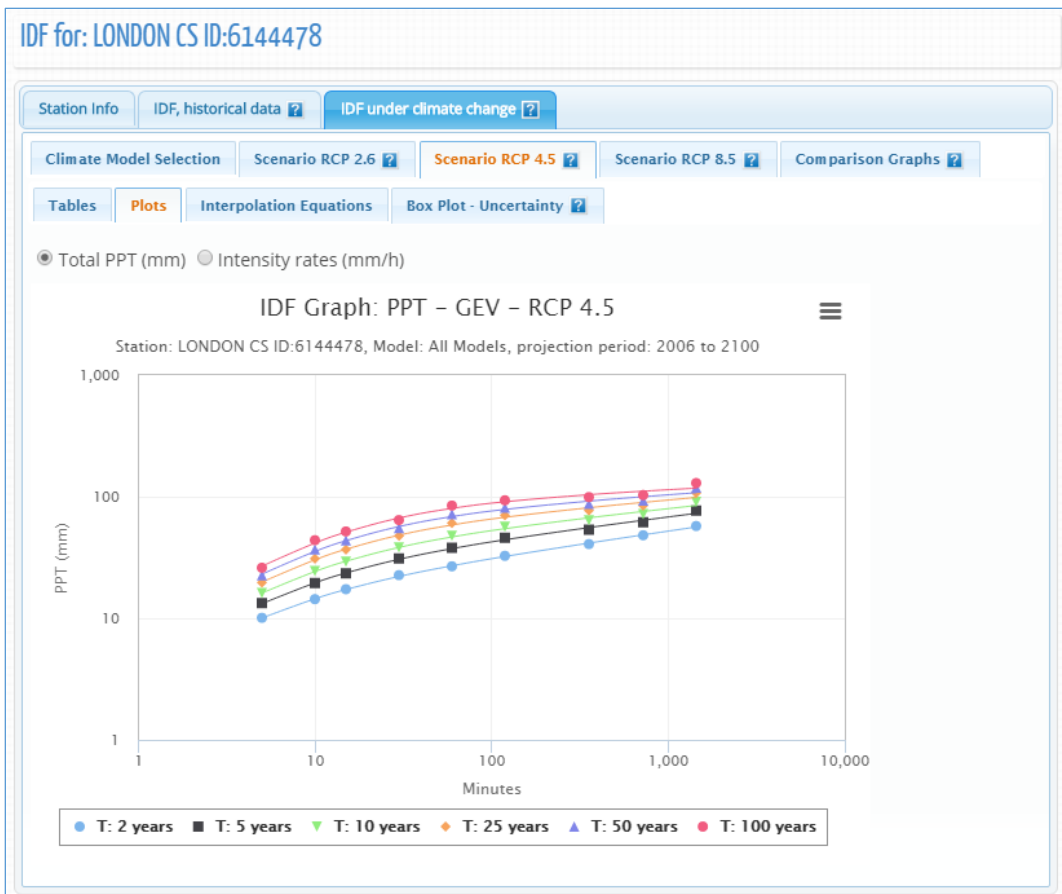 IDF for: LONDON CS ID:6144478
Station Info IDF, historical data ? IDF under climate change ?
Climate Model Selection Scenario RCP 2.6 ? Scenario RCP 4.5 ? Scenario RCP 8.5 ? Comparison Graphs ?
Tables Plots Interpolation Equations Box Plot - Uncertainty ?
Total PPT (mm) Intensity rates (mm/h)
IDF Graph: PPT – GEV – RCP 4.5
Station: LONDON CS ID:6144478, Model: All Models, projection period: 2006 to 2100
1,000
100
10
1
PPT (mm)
1 10 100 1,000 10,000
Minutes
T: 2 years T: 5 years T: 10 years T: 25 years T: 50 years T: 100 years